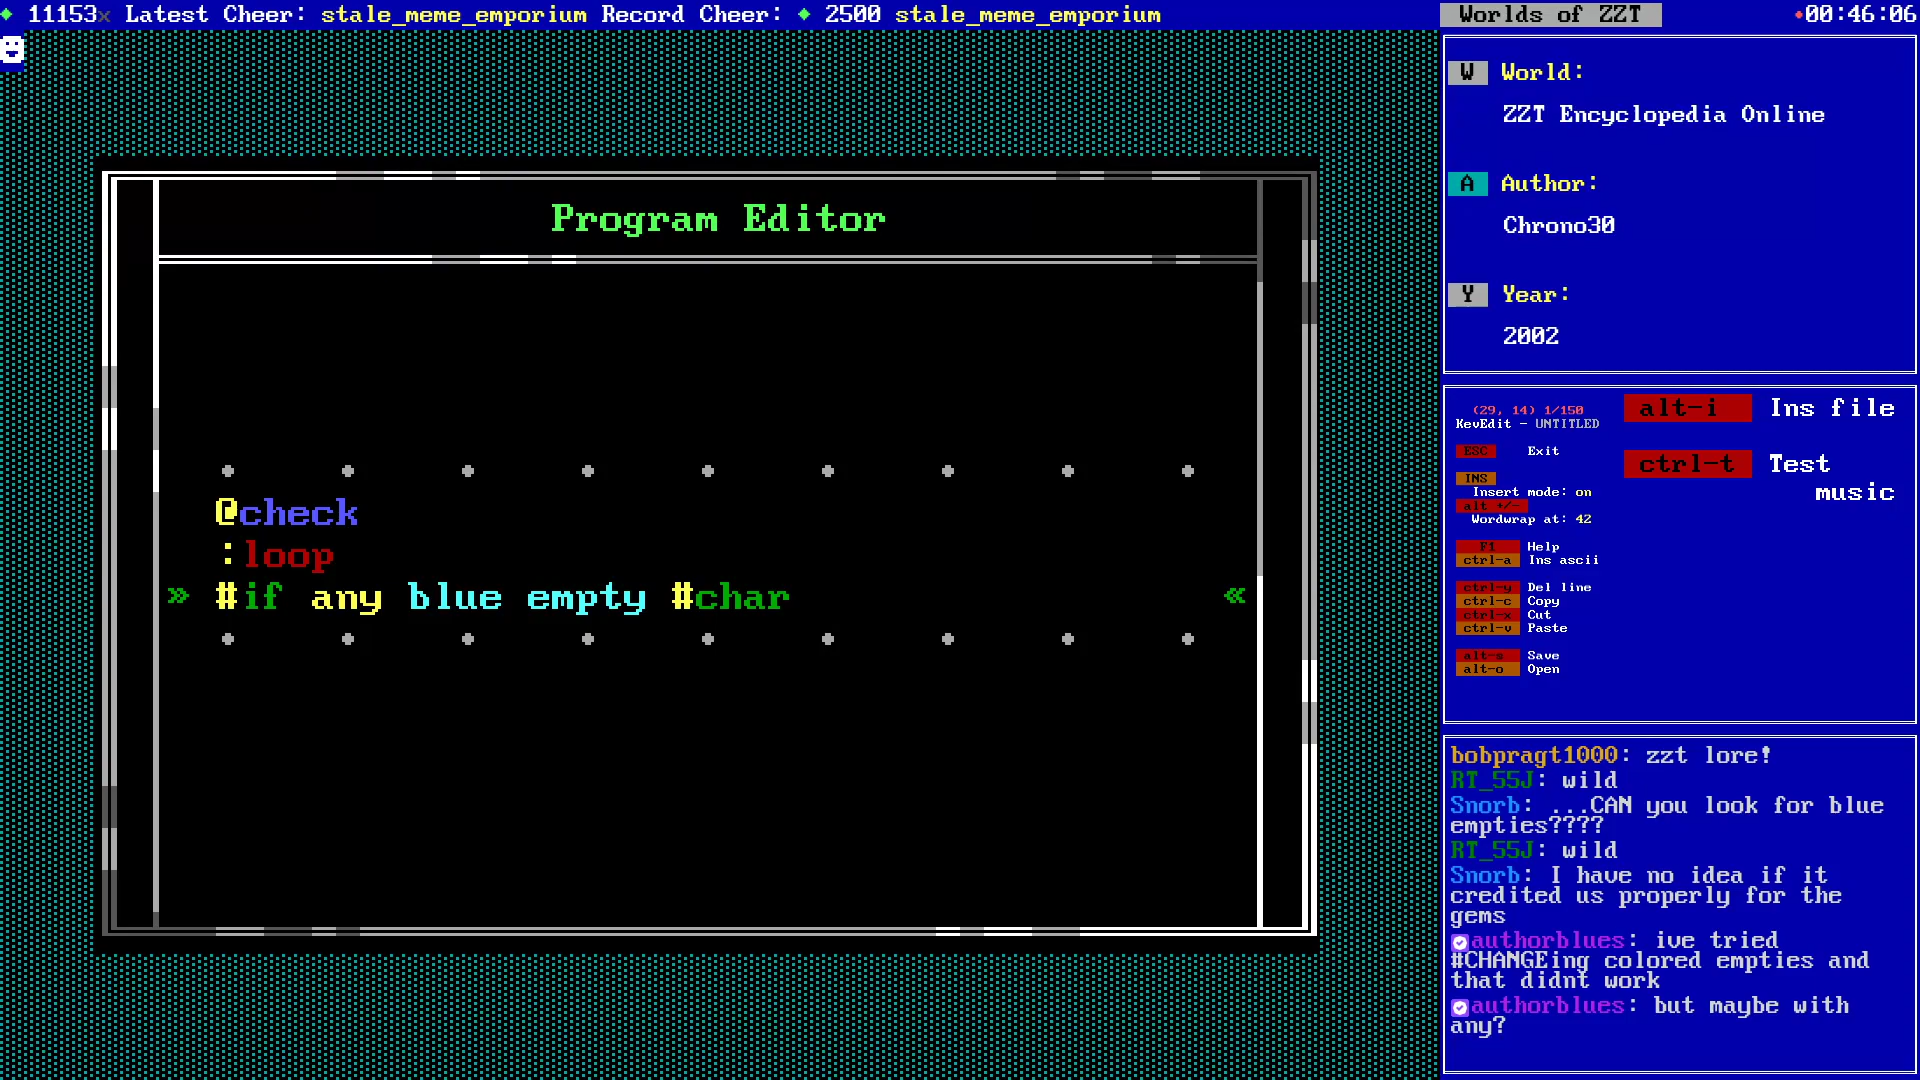 ♦ 11153x Latest Cheer: stale_meme_emporium Record Cheer: ♦ 2500 stale_meme_emporium
Worlds of ZZT
•00:46:06
W World:
ZZT Encyclopedia Online
A Author:
Chrono30
Y Year:
2002
Program Editor
@check
:loop
» #if any blue empty #char «
(29, 14) 1/150
KevEdit - UNTITLED
ESC Exit
INS
Insert mode: on
alt +/-
Wordwrap at: 42
F1 Help
ctrl-a Ins ascii
ctrl-y Del line
ctrl-c Copy
ctrl-x Cut
ctrl-v Paste
alt-s Save
alt-o Open
alt-i Ins file
ctrl-t Test
music
bobpragt1000: zzt lore!
RT_55J: wild
Snorb: ...CAN you look for blue
empties????
RT_55J: wild
Snorb: I have no idea if it
credited us properly for the
gems
authorblues: ive tried
#CHANGEing colored empties and
that didnt work
authorblues: but maybe with
any?